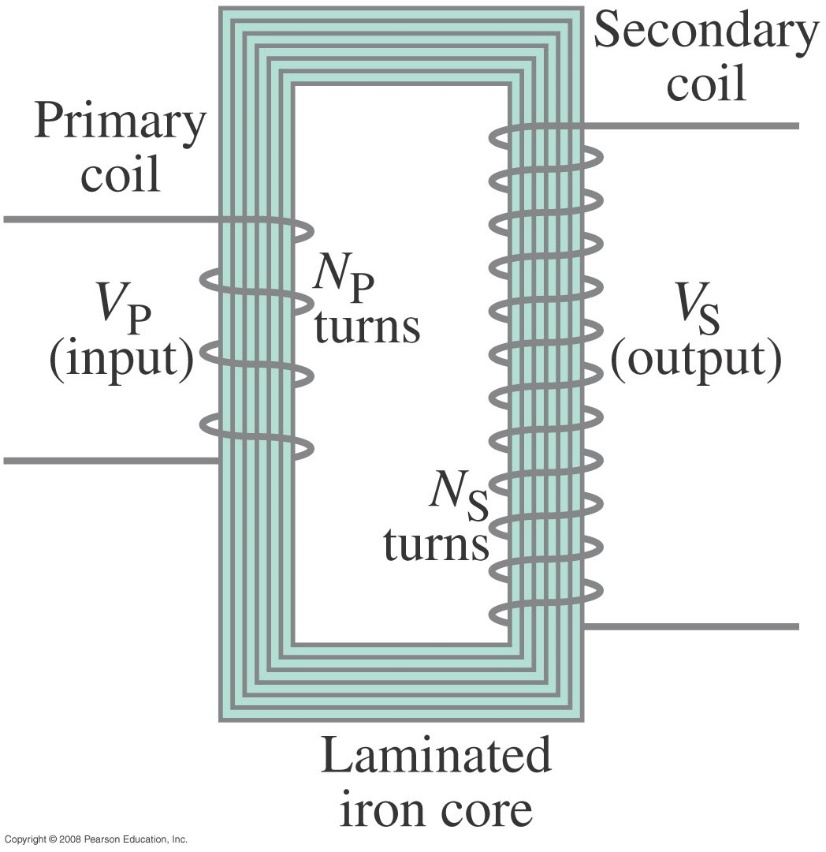 Secondary
coil
Primary
coil
N_P
turns
V_P
(input)
V_S
(output)
N_S
turns
Laminated
iron core
Copyright © 2008 Pearson Education, Inc.